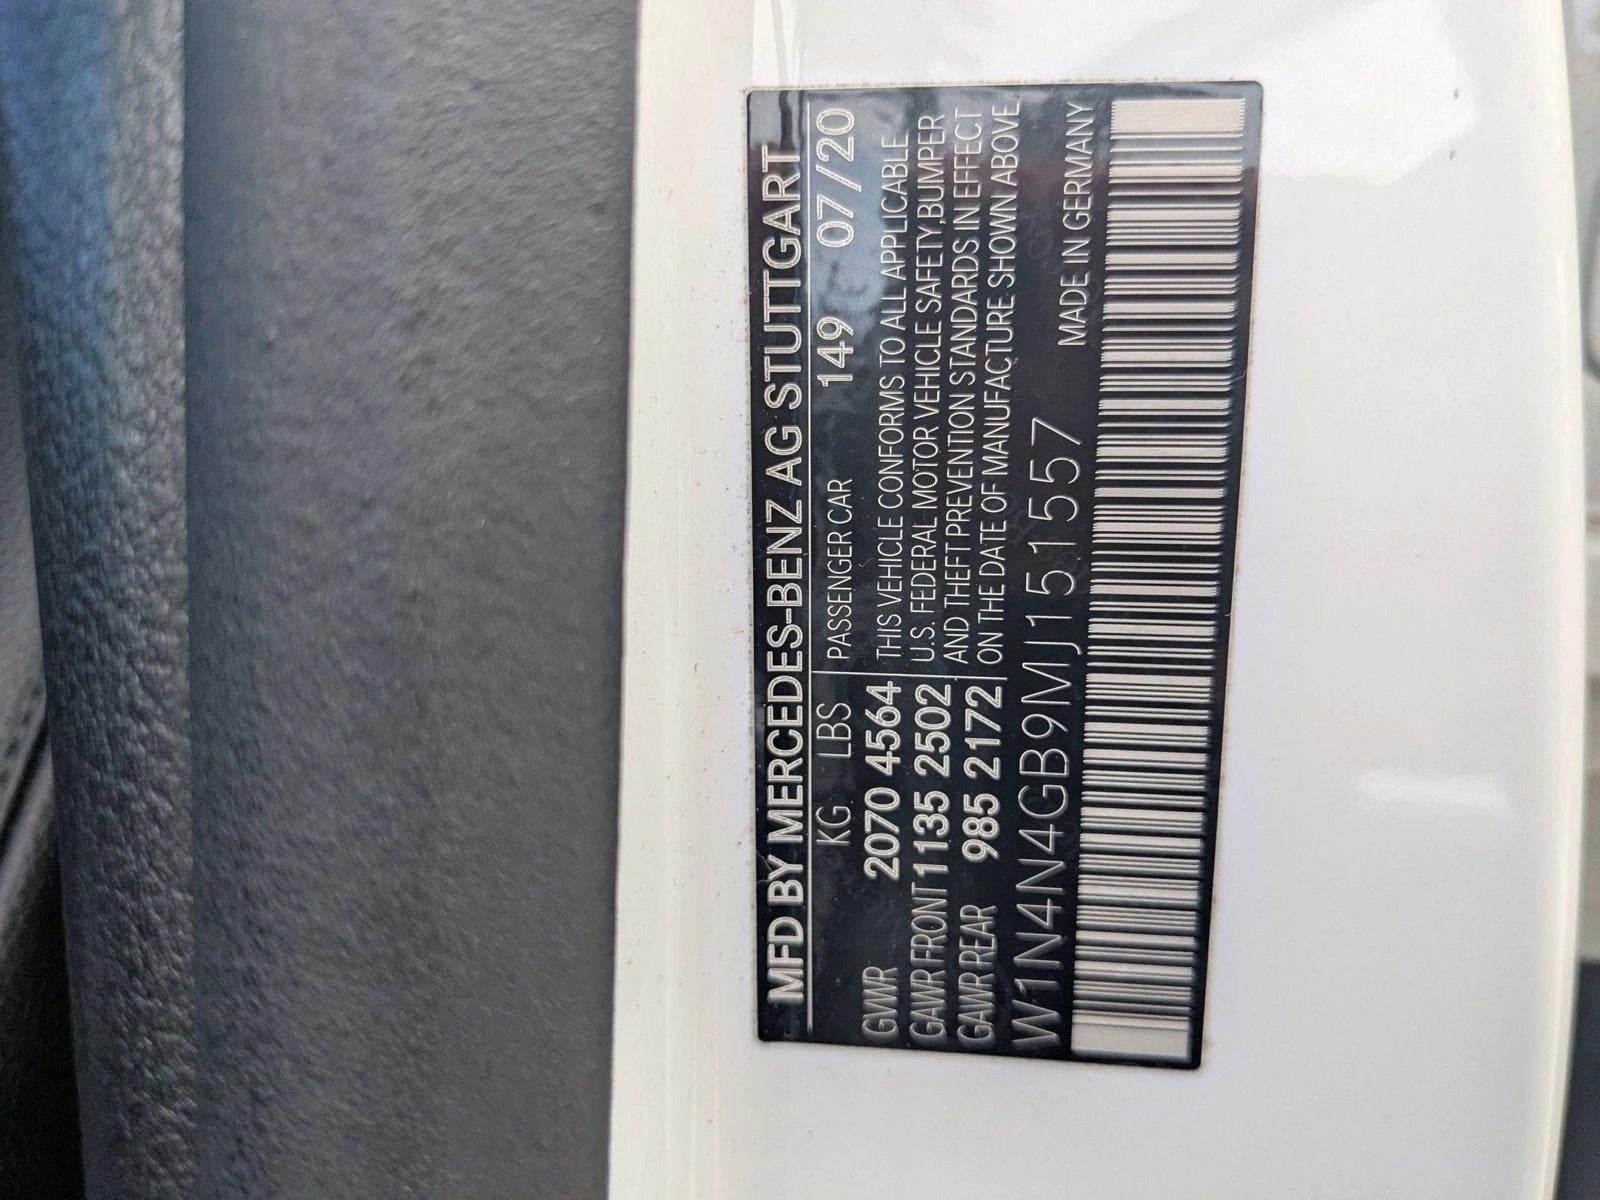 MFD BY MERCEDES-BENZ AG STUTTGART
KG LBS PASSENGER CAR 149 07/20
GVWR 2070 4564
GAWR FRONT 1135 2502
GAWR REAR 985 2172
THIS VEHICLE CONFORMS TO ALL APPLICABLE
U.S. FEDERAL MOTOR VEHICLE SAFETY,BUMPER
AND THEFT PREVENTION STANDARDS IN EFFECT
ON THE DATE OF MANUFACTURE SHOWN ABOVE.
W1N4N4GB9MJ151557 MADE IN GERMANY